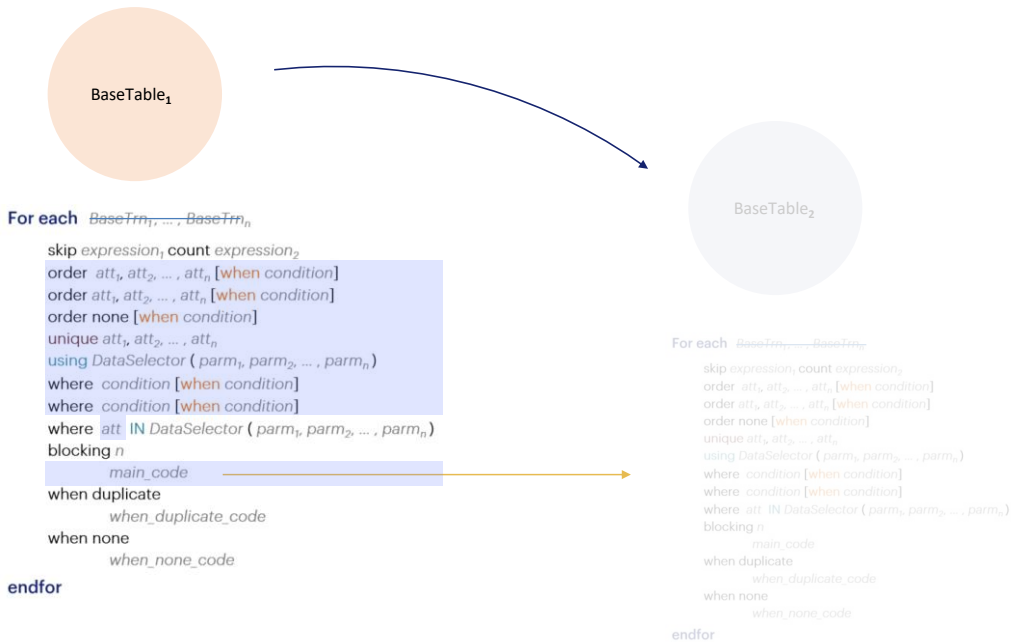 BaseTable₁
BaseTable₂
For each BaseTrn₁, ... , BaseTrnₙ
skip expression₁ count expression₂
order att₁, att₂, ... , attₙ [when condition]
order att₁, att₂, ... , attₙ [when condition]
order none [when condition]
unique att₁, att₂, ... , attₙ
using DataSelector ( parm₁, parm₂, ... , parmₙ)
where condition [when condition]
where condition [when condition]
where att IN DataSelector ( parm₁, parm₂, ... , parmₙ)
blocking n
main_code
when duplicate
when_duplicate_code
when none
when_none_code
endfor
For each BaseTrn₁, ... , BaseTrnₙ
skip expression₁ count expression₂
order att₁, att₂, ... , attₙ [when condition]
order att₁, att₂, ... , attₙ [when condition]
order none [when condition]
unique att₁, att₂, ... , attₙ
using DataSelector ( parm₁, parm₂, ... , parmₙ)
where condition [when condition]
where condition [when condition]
where att IN DataSelector ( parm₁, parm₂, ... , parmₙ)
blocking n
main_code
when duplicate
when_duplicate_code
when none
when_none_code
endfor